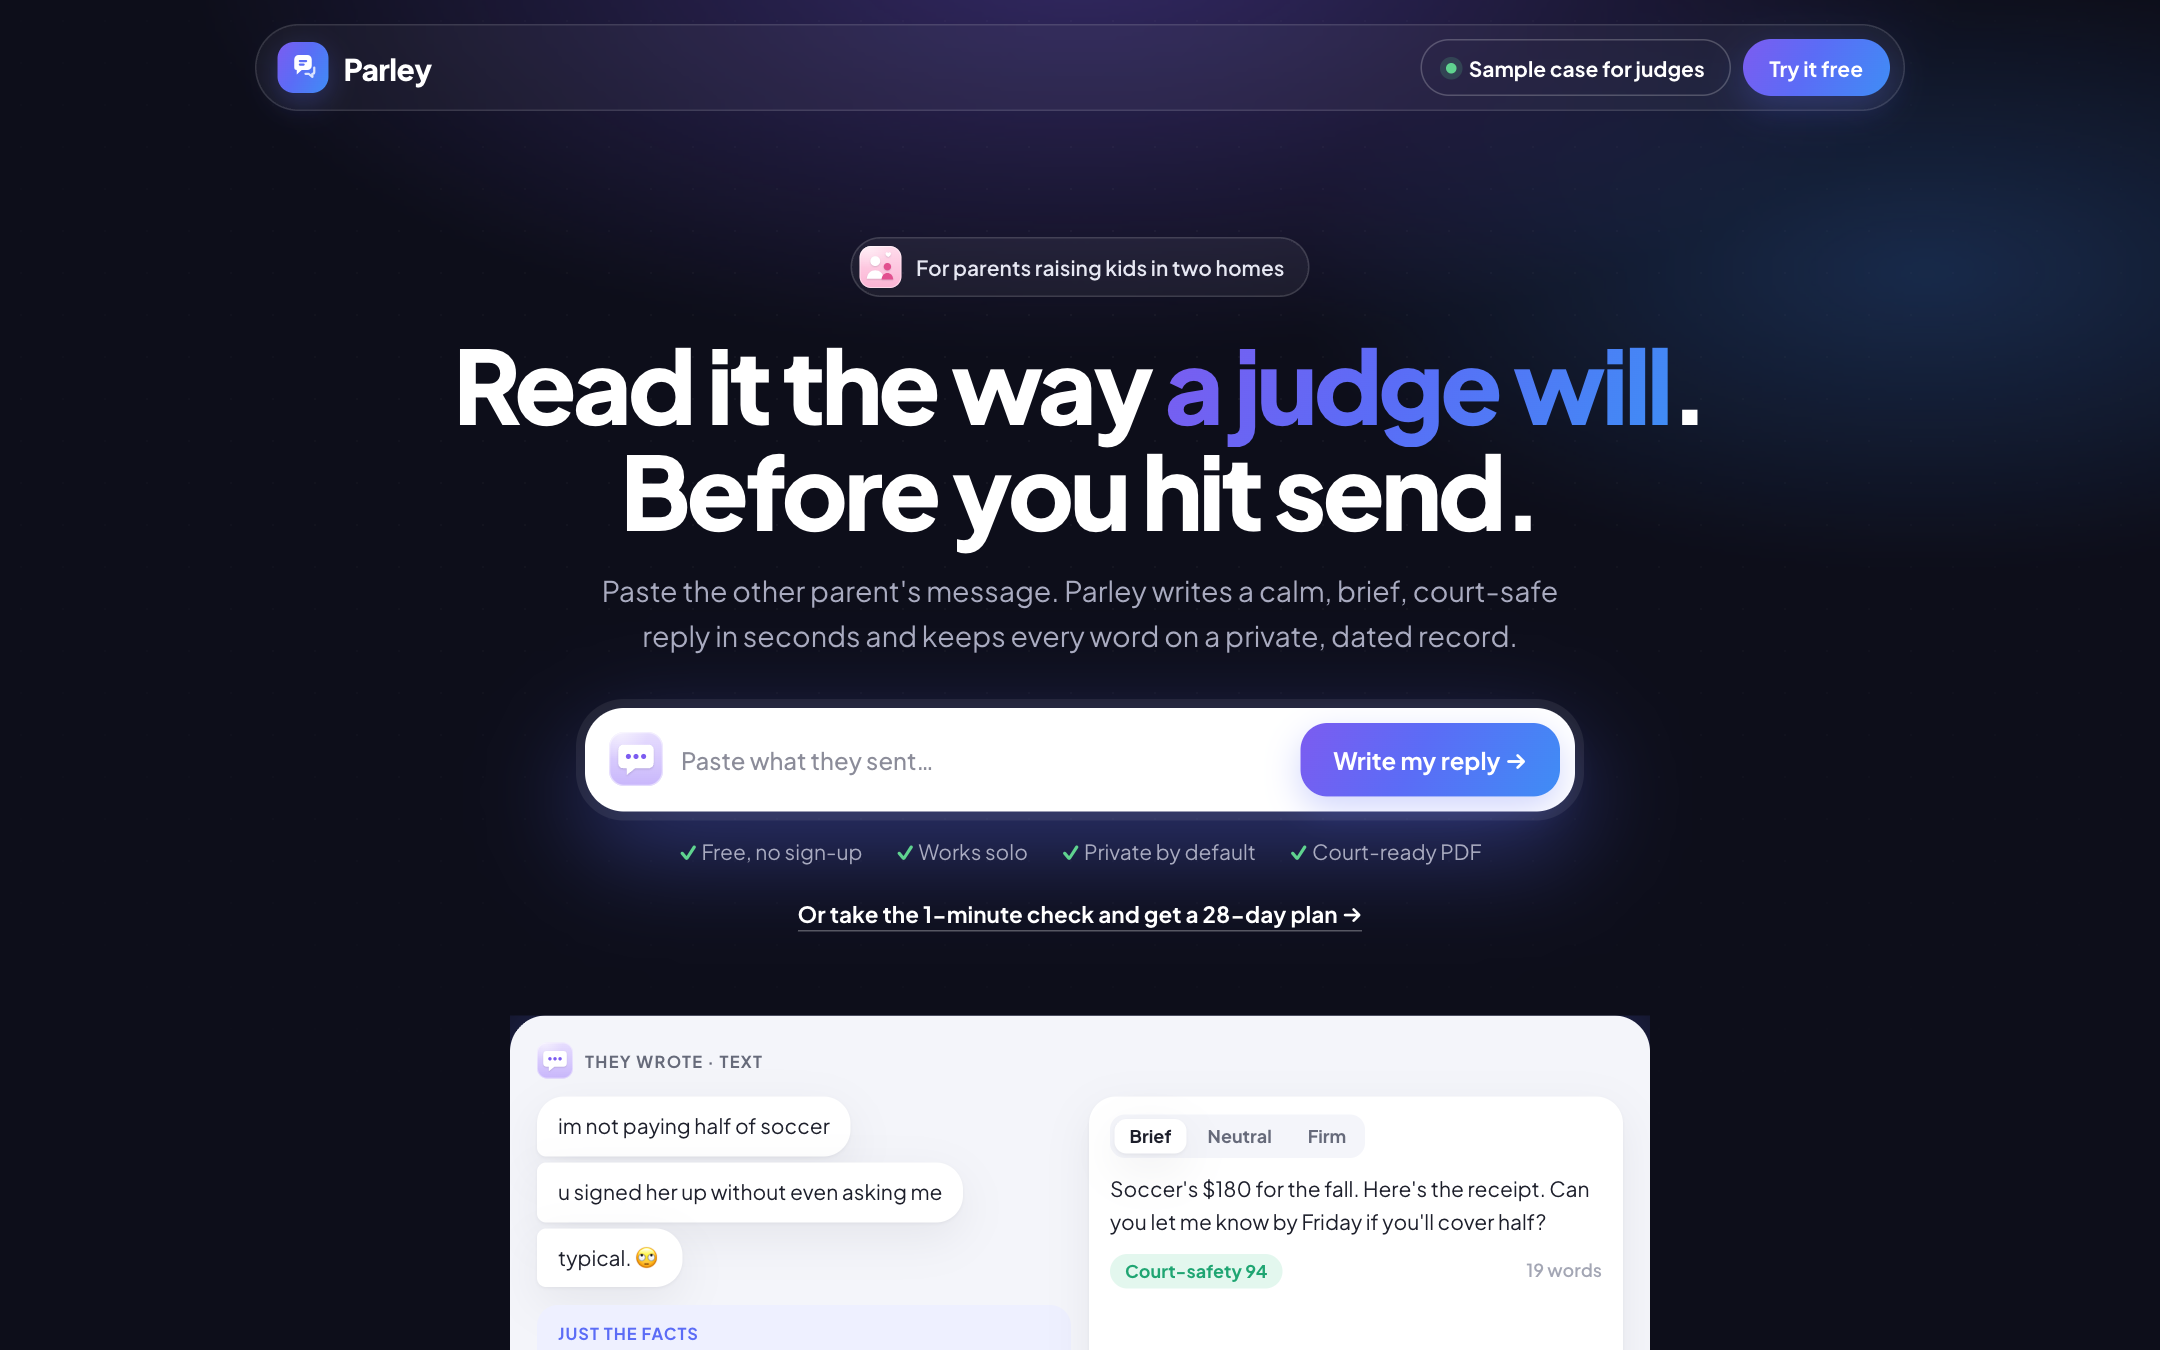 Parley
Sample case for judges
Try it free
For parents raising kids in two homes
Read it the way a judge will.
Before you hit send.
Paste the other parent's message. Parley writes a calm, brief, court-safe
reply in seconds and keeps every word on a private, dated record.
Paste what they sent...
Write my reply →
✓ Free, no sign-up ✓ Works solo ✓ Private by default ✓ Court-ready PDF
Or take the 1-minute check and get a 28-day plan →
THEY WROTE · TEXT
im not paying half of soccer
u signed her up without even asking me
typical. 🙄
JUST THE FACTS
Brief Neutral Firm
Soccer's $180 for the fall. Here's the receipt. Can
you let me know by Friday if you'll cover half?
Court-safety 94
19 words